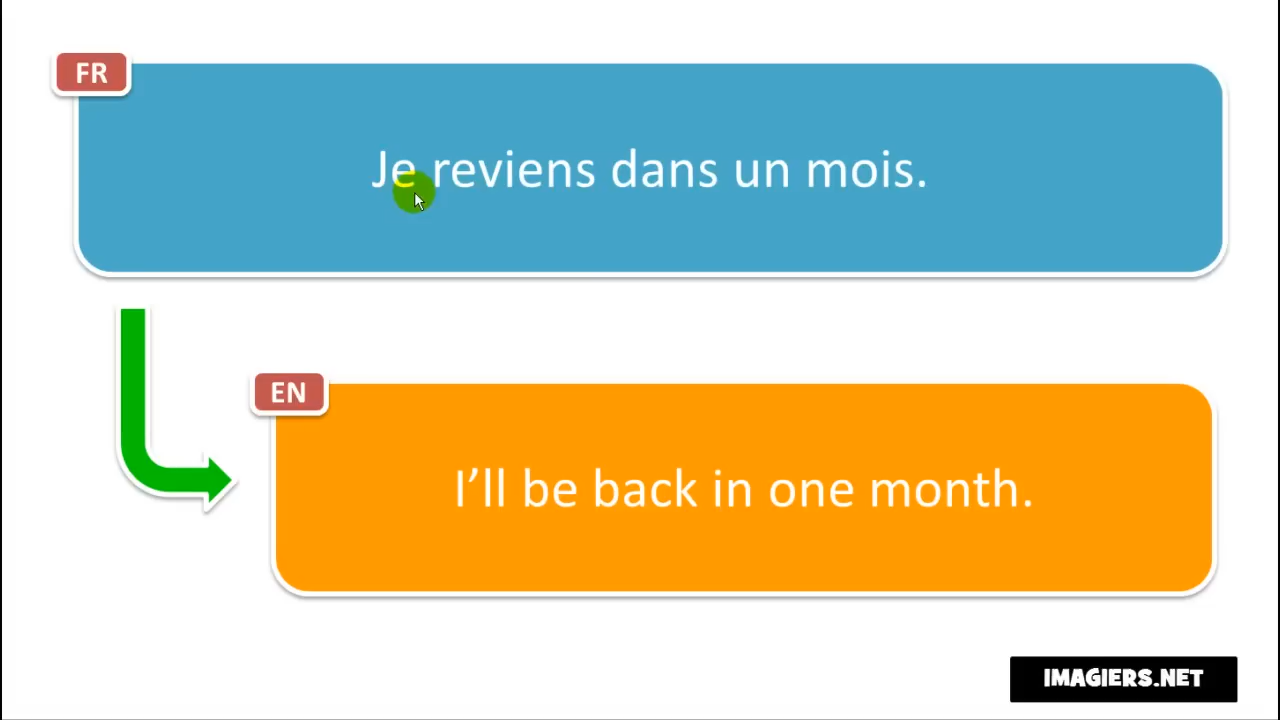 FR
Je reviens dans un mois.
EN
I’ll be back in one month.
IMAGIERS.NET